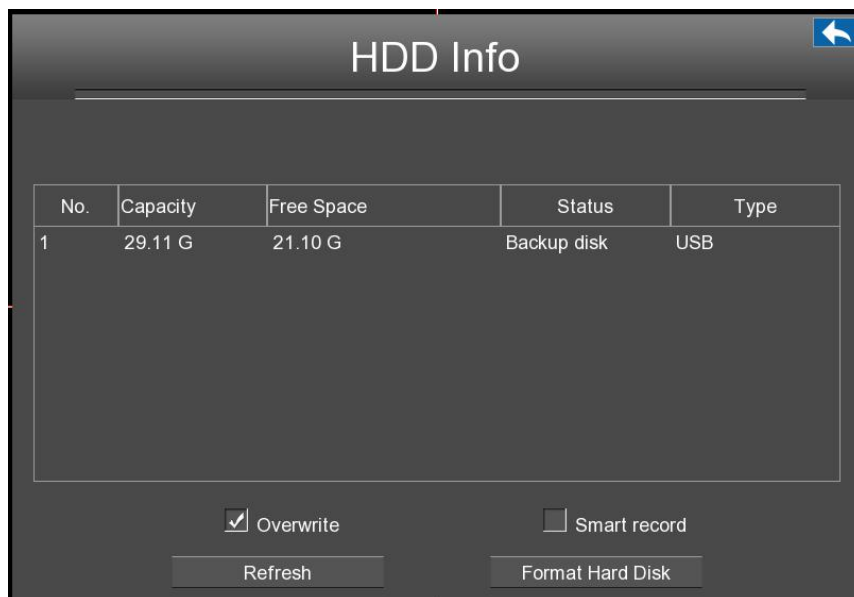 HDD Info
No. Capacity Free Space Status Type
1 29.11 G 21.10 G Backup disk USB
Overwrite Smart record
Refresh Format Hard Disk